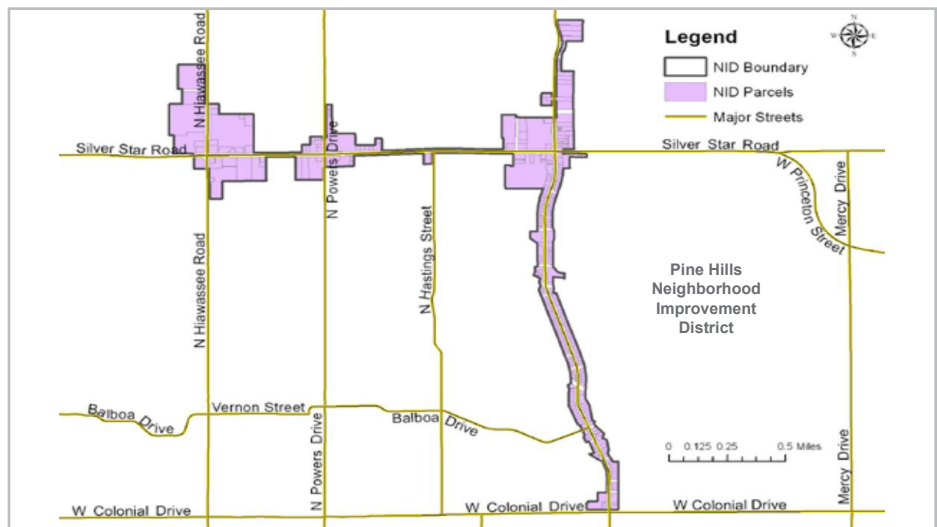 N Hiawassee Road
N Powers Drive
Legend
NID Boundary
NID Parcels
Major Streets
N
W
E
S
Silver Star Road
Silver Star Road
W Princeton Street
Mercy Drive
N Hiawassee Road
N Hastings Street
Pine Hills
Neighborhood
Improvement
District
Balboa Drive
Vernon Street
Balboa Drive
N Powers Drive
0 0.125 0.25 0.5 Miles
Mercy Drive
W Colonial Drive
W Colonial Drive